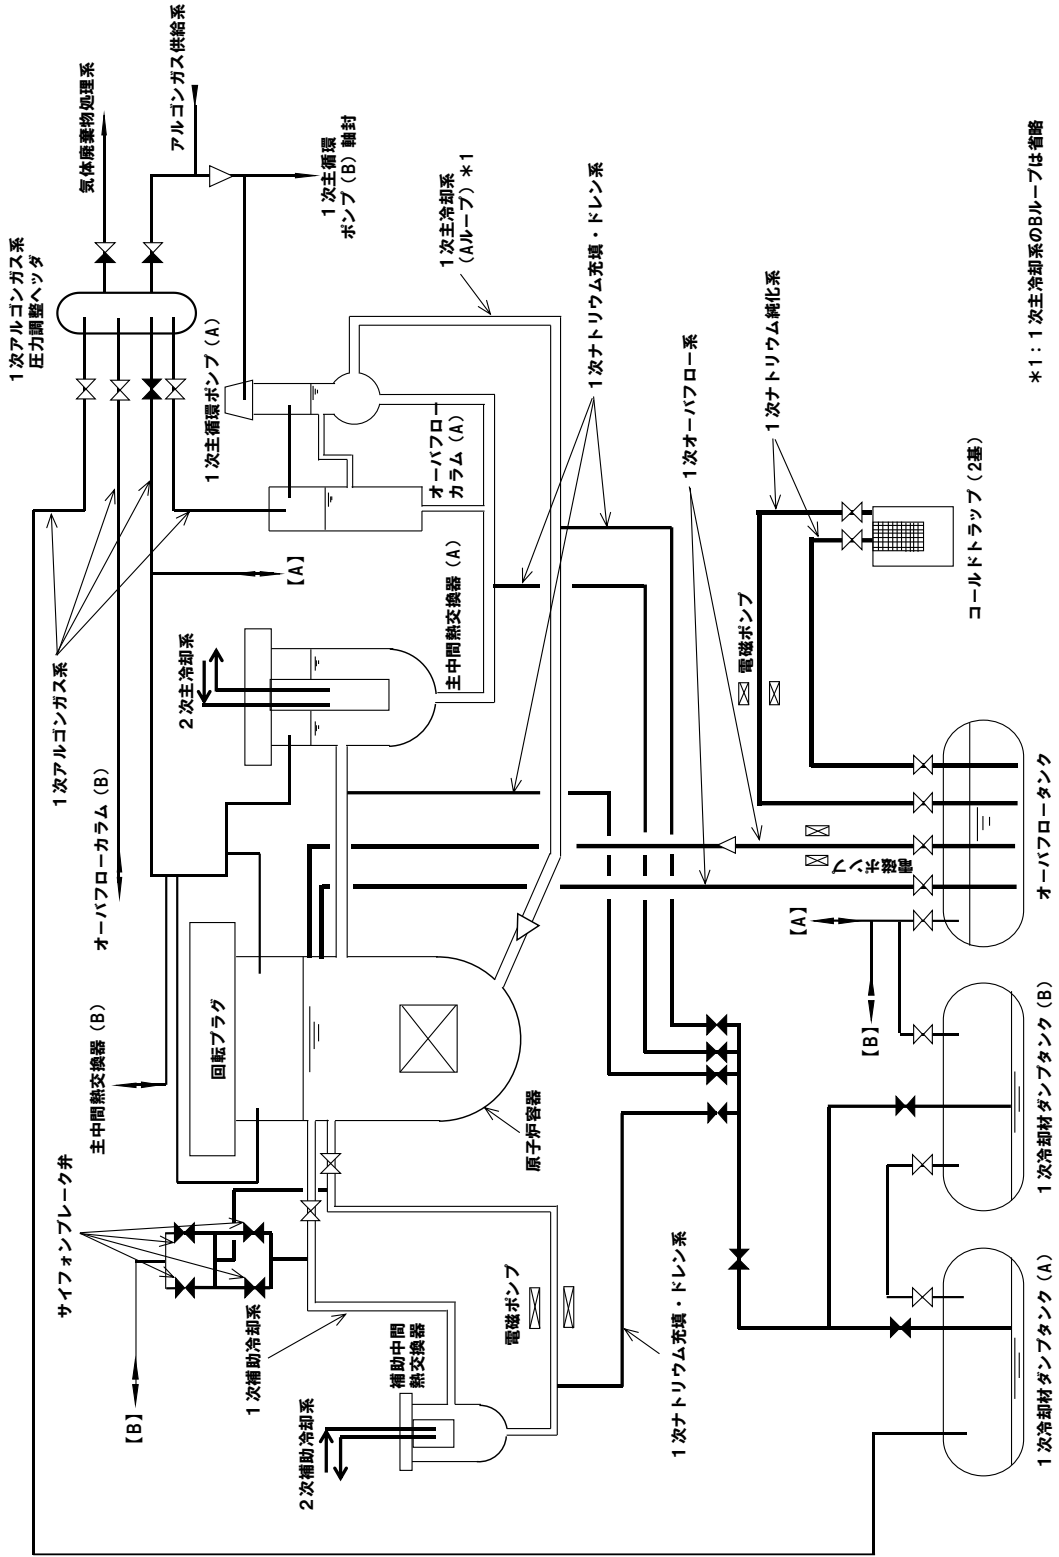 1次アルゴンガス系
圧力調整ヘッダ
気体廃棄物処理系
アルゴンガス供給系
1次主循環
ポンプ(B)軸封
1次主循環ポンプ(A)
1次主冷却系
(Aループ)*1
オーバフロー
カラム(A)
1次ナトリウム充填・ドレン系
1次オーバフロー系
1次ナトリウム純化系
*1:1次主冷却系のBループは省略
コールドトラップ(2基)
電磁ポンプ
【A】
主中間熱交換器(A)
2次主冷却系
1次アルゴンガス系
オーバフローカラム(B)
主中間熱交換器(B)
回転プラグ
原子炉容器
電磁ポンプ
オーバフロータンク
【A】
【B】
1次冷却材ダンプタンク(B)
1次冷却材ダンプタンク(A)
サイフォンブレーク弁
【B】
1次補助冷却系
電磁ポンプ
補助中間
熱交換器
2次補助冷却系
1次ナトリウム充填・ドレン系